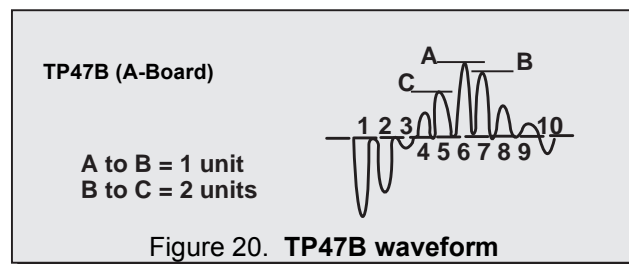 TP47B (A-Board)
A
B
C
1 2 3
4 5 6 7 8 9
10
A to B = 1 unit
B to C = 2 units
Figure 20. TP47B waveform